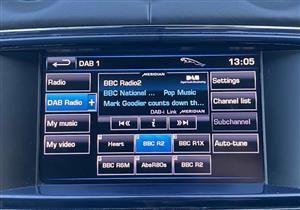 DAB 1
13:05
Radio
DAB Radio +
My music
My video
BBC Radio2
MERIDIAN
DAB
BBC National ... Pop Music
Mark Goodier counts down th...
DAB-i Link MERIDIAN
i
Settings
Channel list
Subchannel
Auto-tune
Heart
BBC R2
BBC R1X
BBC R6M
AbsR80s
BBC R2